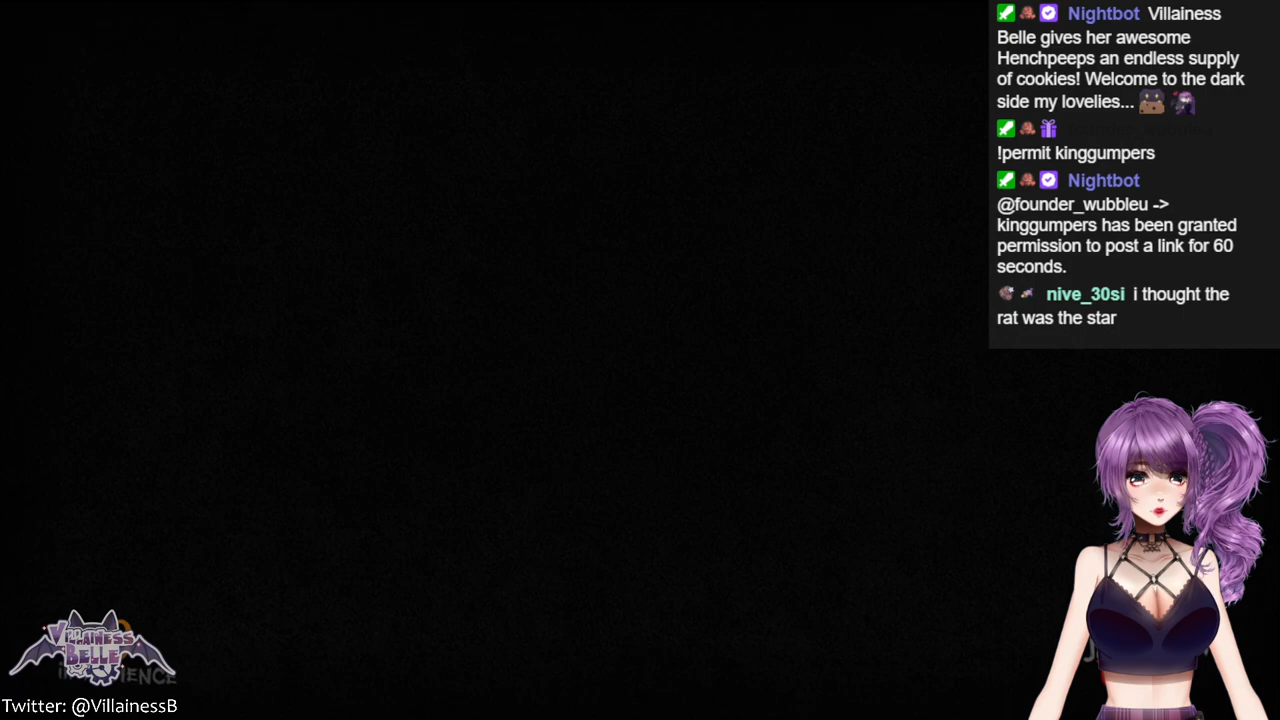 Nightbot Villainess
Belle gives her awesome
Henchpeeps an endless supply
of cookies! Welcome to the dark
side my lovelies...
!permit kinggumpers
Nightbot
@founder_wubbleu ->
kinggumpers has been granted
permission to post a link for 60
seconds.
nive_30si i thought the
rat was the star
VILLAINESS
BELLE
Twitter: @VillainessB